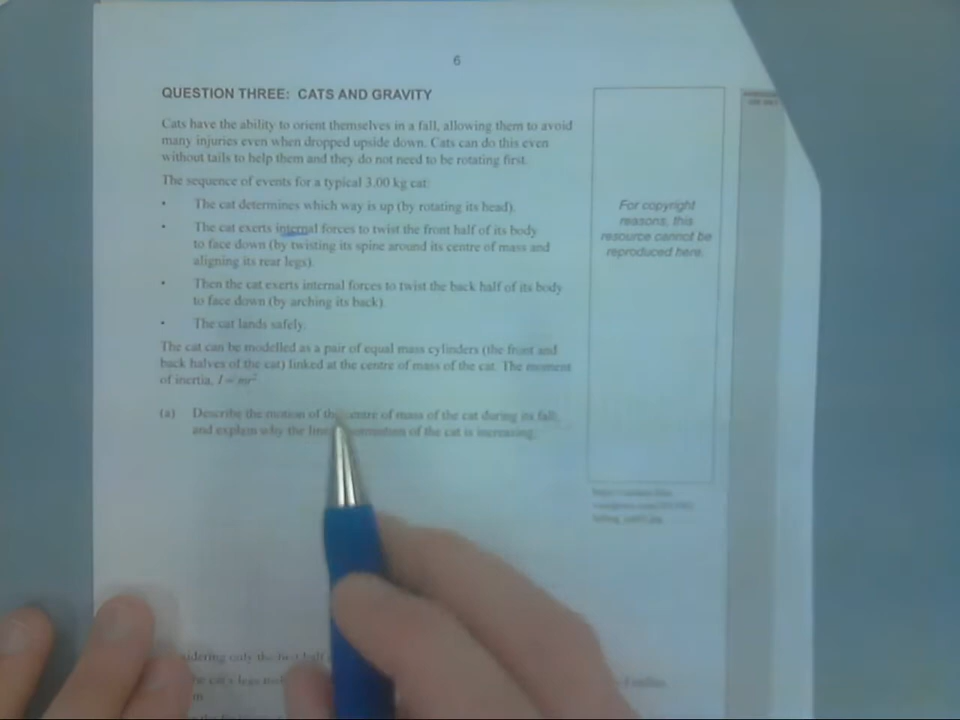 6
QUESTION THREE: CATS AND GRAVITY
Cats have the ability to orient themselves in a fall, allowing them to avoid
many injuries even when dropped upside down. Cats can do this even
without tails to help them and they do not need to be rotating first.
The sequence of events for a typical 3.00 kg cat:
• The cat determines which way is up (by rotating its head).
• The cat exerts internal forces to twist the front half of its body
to face down (by twisting its spine around its centre of mass and
aligning its rear legs).
• Then the cat exerts internal forces to twist the back half of its body
to face down (by arching its back).
• The cat lands safely.
The cat can be modelled as a pair of equal mass cylinders (the front and
back halves of the cat) linked at the centre of mass of the cat. The moment
of inertia, I = mr²
(a) Describe the motion of the centre of mass of the cat during its fall,
and explain why the of the cat is increasing.
For copyright
reasons, this
resource cannot be
reproduced here.
only the